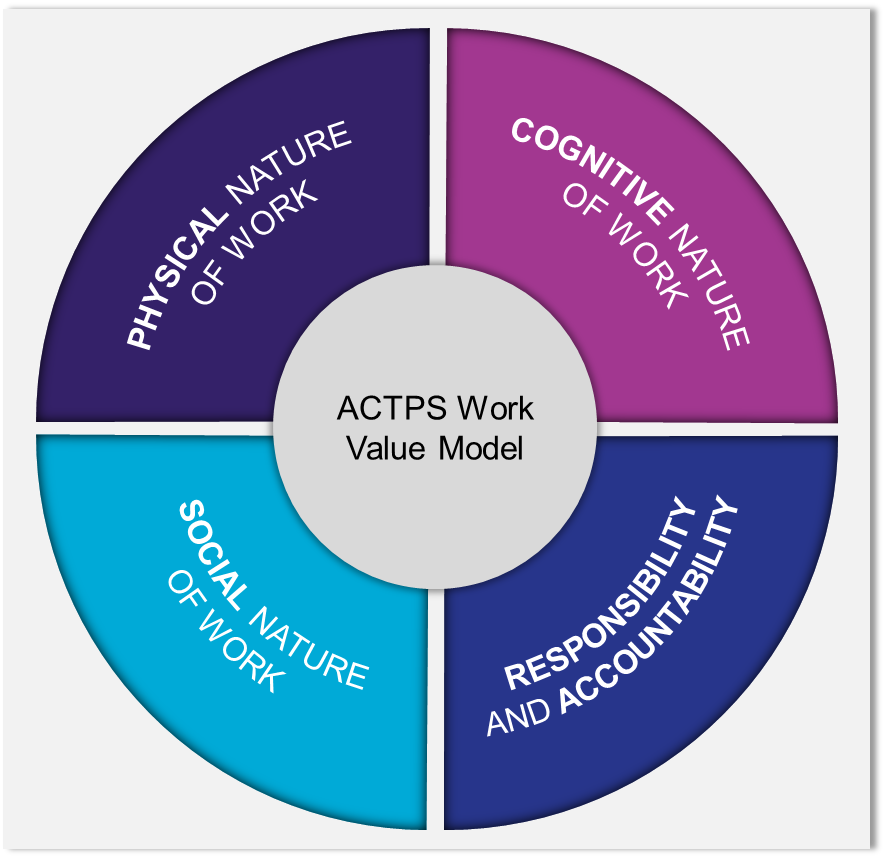 PHYSICAL NATURE
OF WORK
COGNITIVE NATURE
OF WORK
ACTPS Work
Value Model
SOCIAL NATURE
OF WORK
RESPONSIBILITY
AND ACCOUNTABILITY